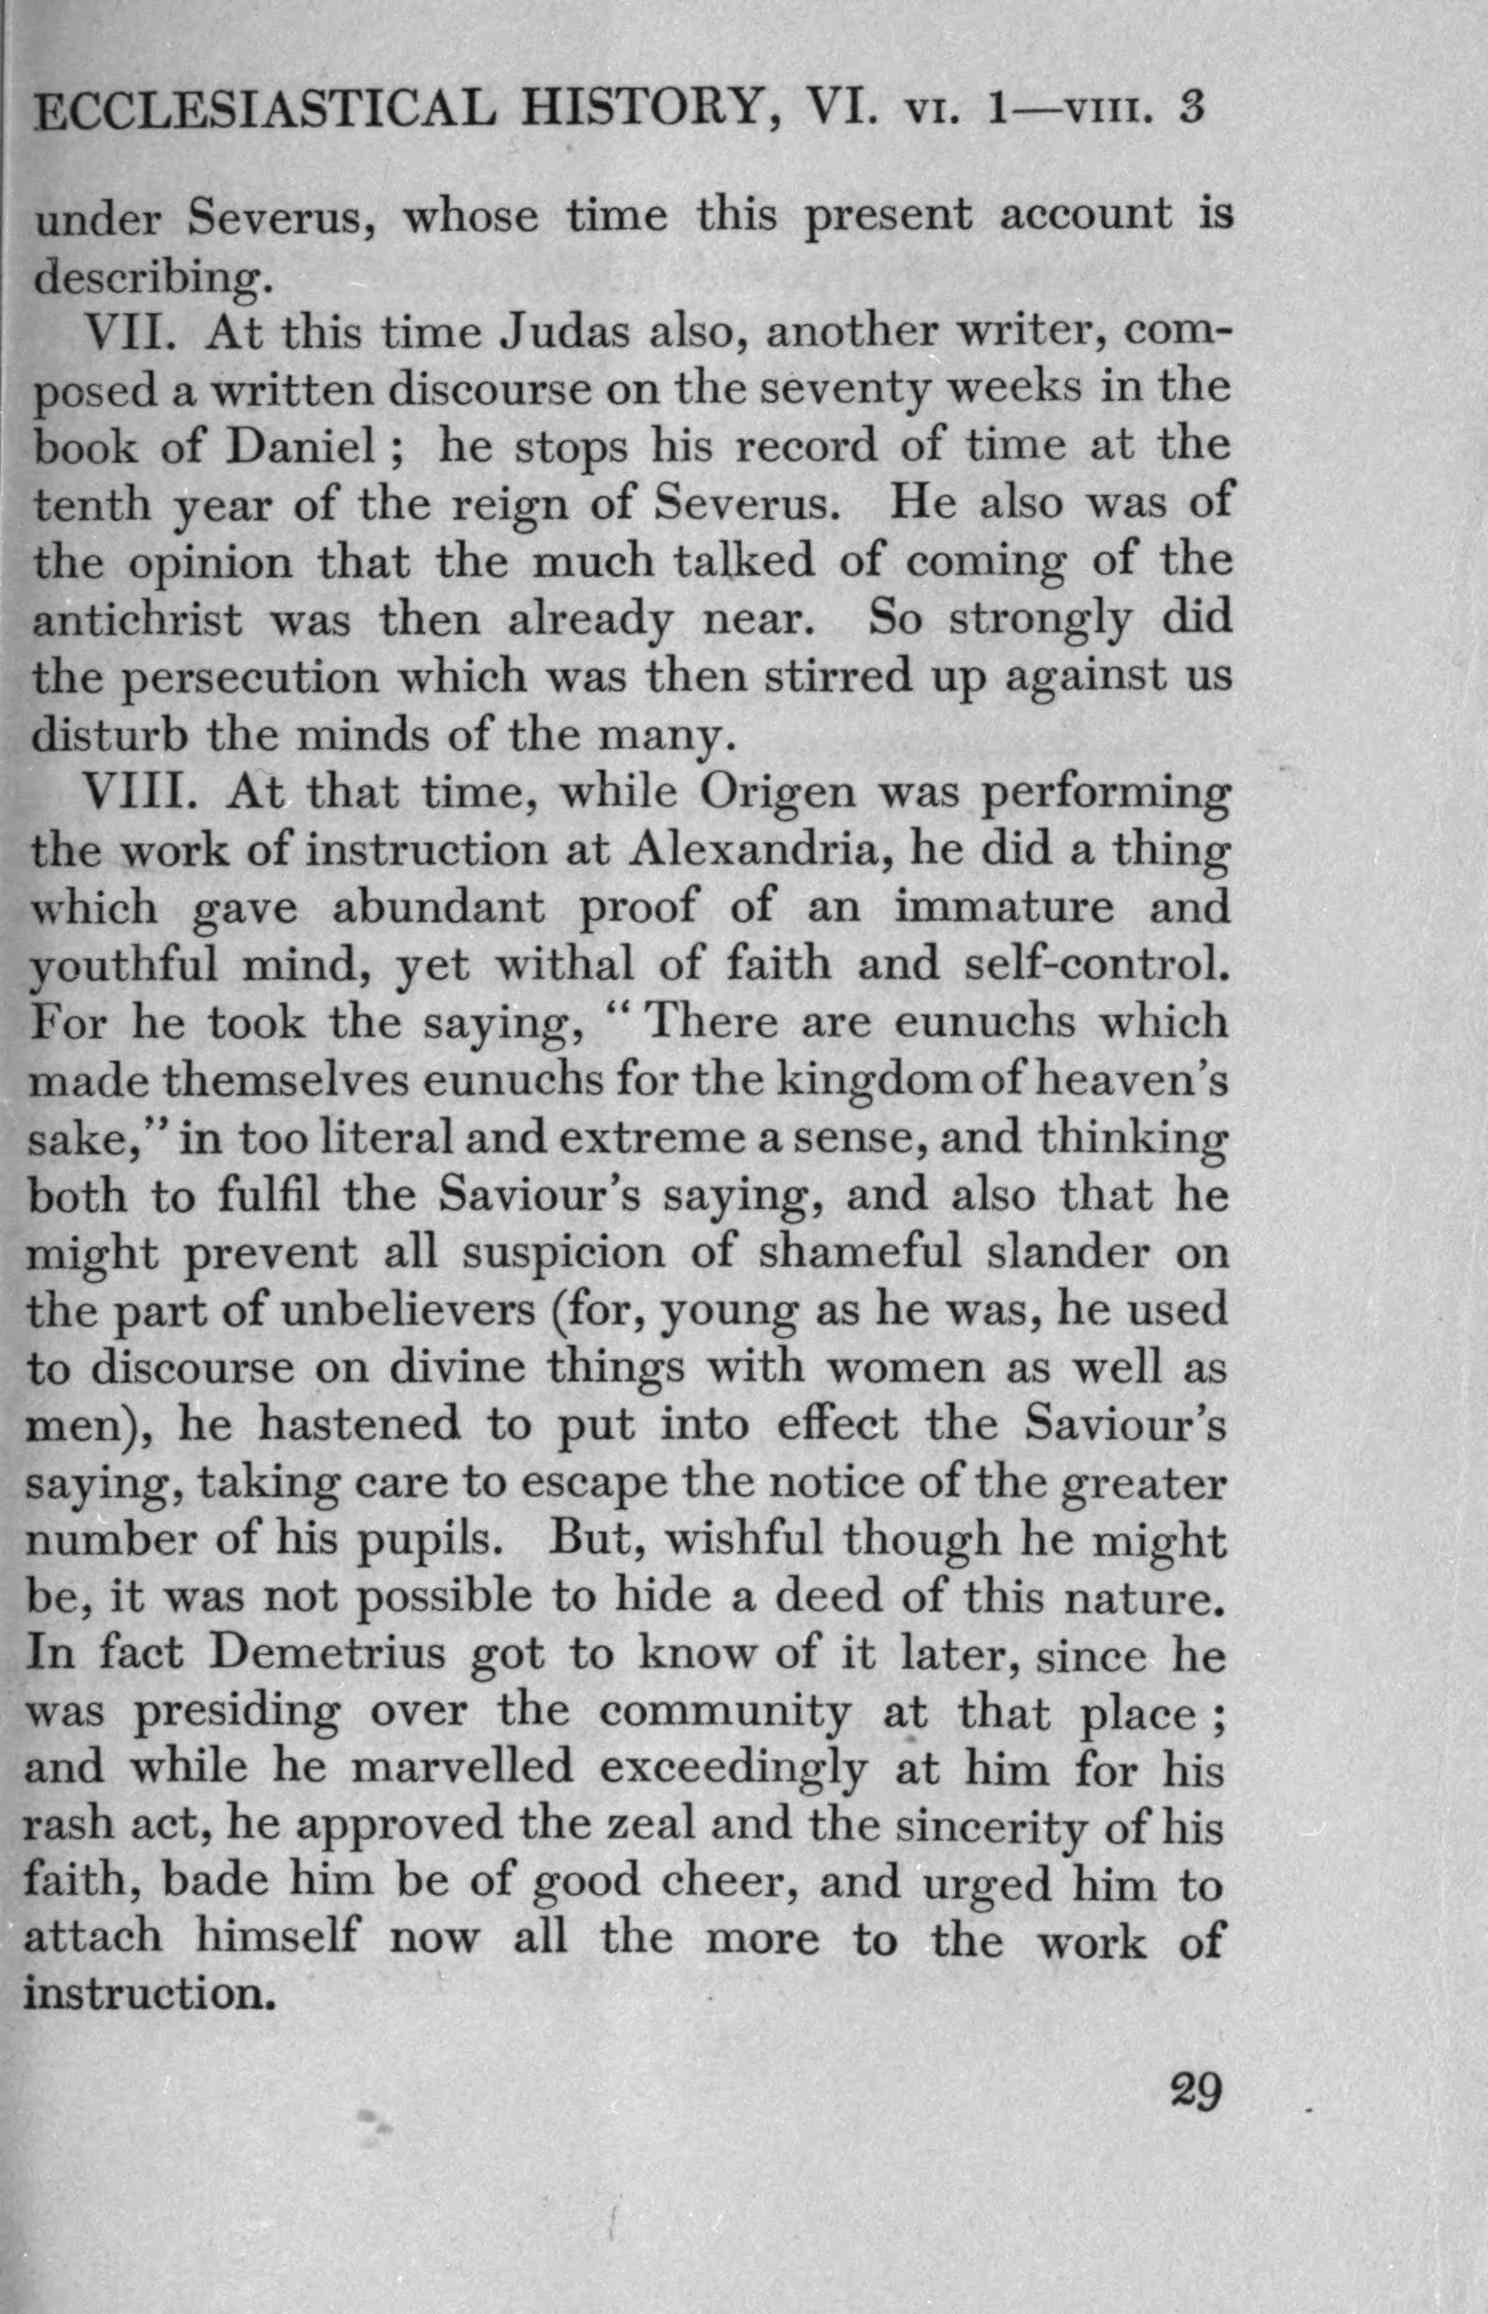 ECCLESIASTICAL HISTORY, VI. VI. 1—VIII. 3
under Severus, whose time this present account is
describing.
VII. At this time Judas also, another writer, com-
posed a written discourse on the seventy weeks in the
book of Daniel ; he stops his record of time at the
tenth year of the reign of Severus. He also was of
the opinion that the much talked of coming of the
antichrist was then already near. So strongly did
the persecution which was then stirred up against us
disturb the minds of the many.
VIII. At that time, while Origen was performing
the work of instruction at Alexandria, he did a thing
which gave abundant proof of an immature and
youthful mind, yet withal of faith and self-control.
For he took the saying, “ There are eunuchs which
made themselves eunuchs for the kingdom of heaven’s
sake,” in too literal and extreme a sense, and thinking
both to fulfil the Saviour’s saying, and also that he
might prevent all suspicion of shameful slander on
the part of unbelievers (for, young as he was, he used
to discourse on divine things with women as well as
men), he hastened to put into effect the Saviour’s
saying, taking care to escape the notice of the greater
number of his pupils. But, wishful though he might
be, it was not possible to hide a deed of this nature.
In fact Demetrius got to know of it later, since he
was presiding over the community at that place ;
and while he marvelled exceedingly at him for his
rash act, he approved the zeal and the sincerity of his
faith, bade him be of good cheer, and urged him to
attach himself now all the more to the work of
instruction.
29